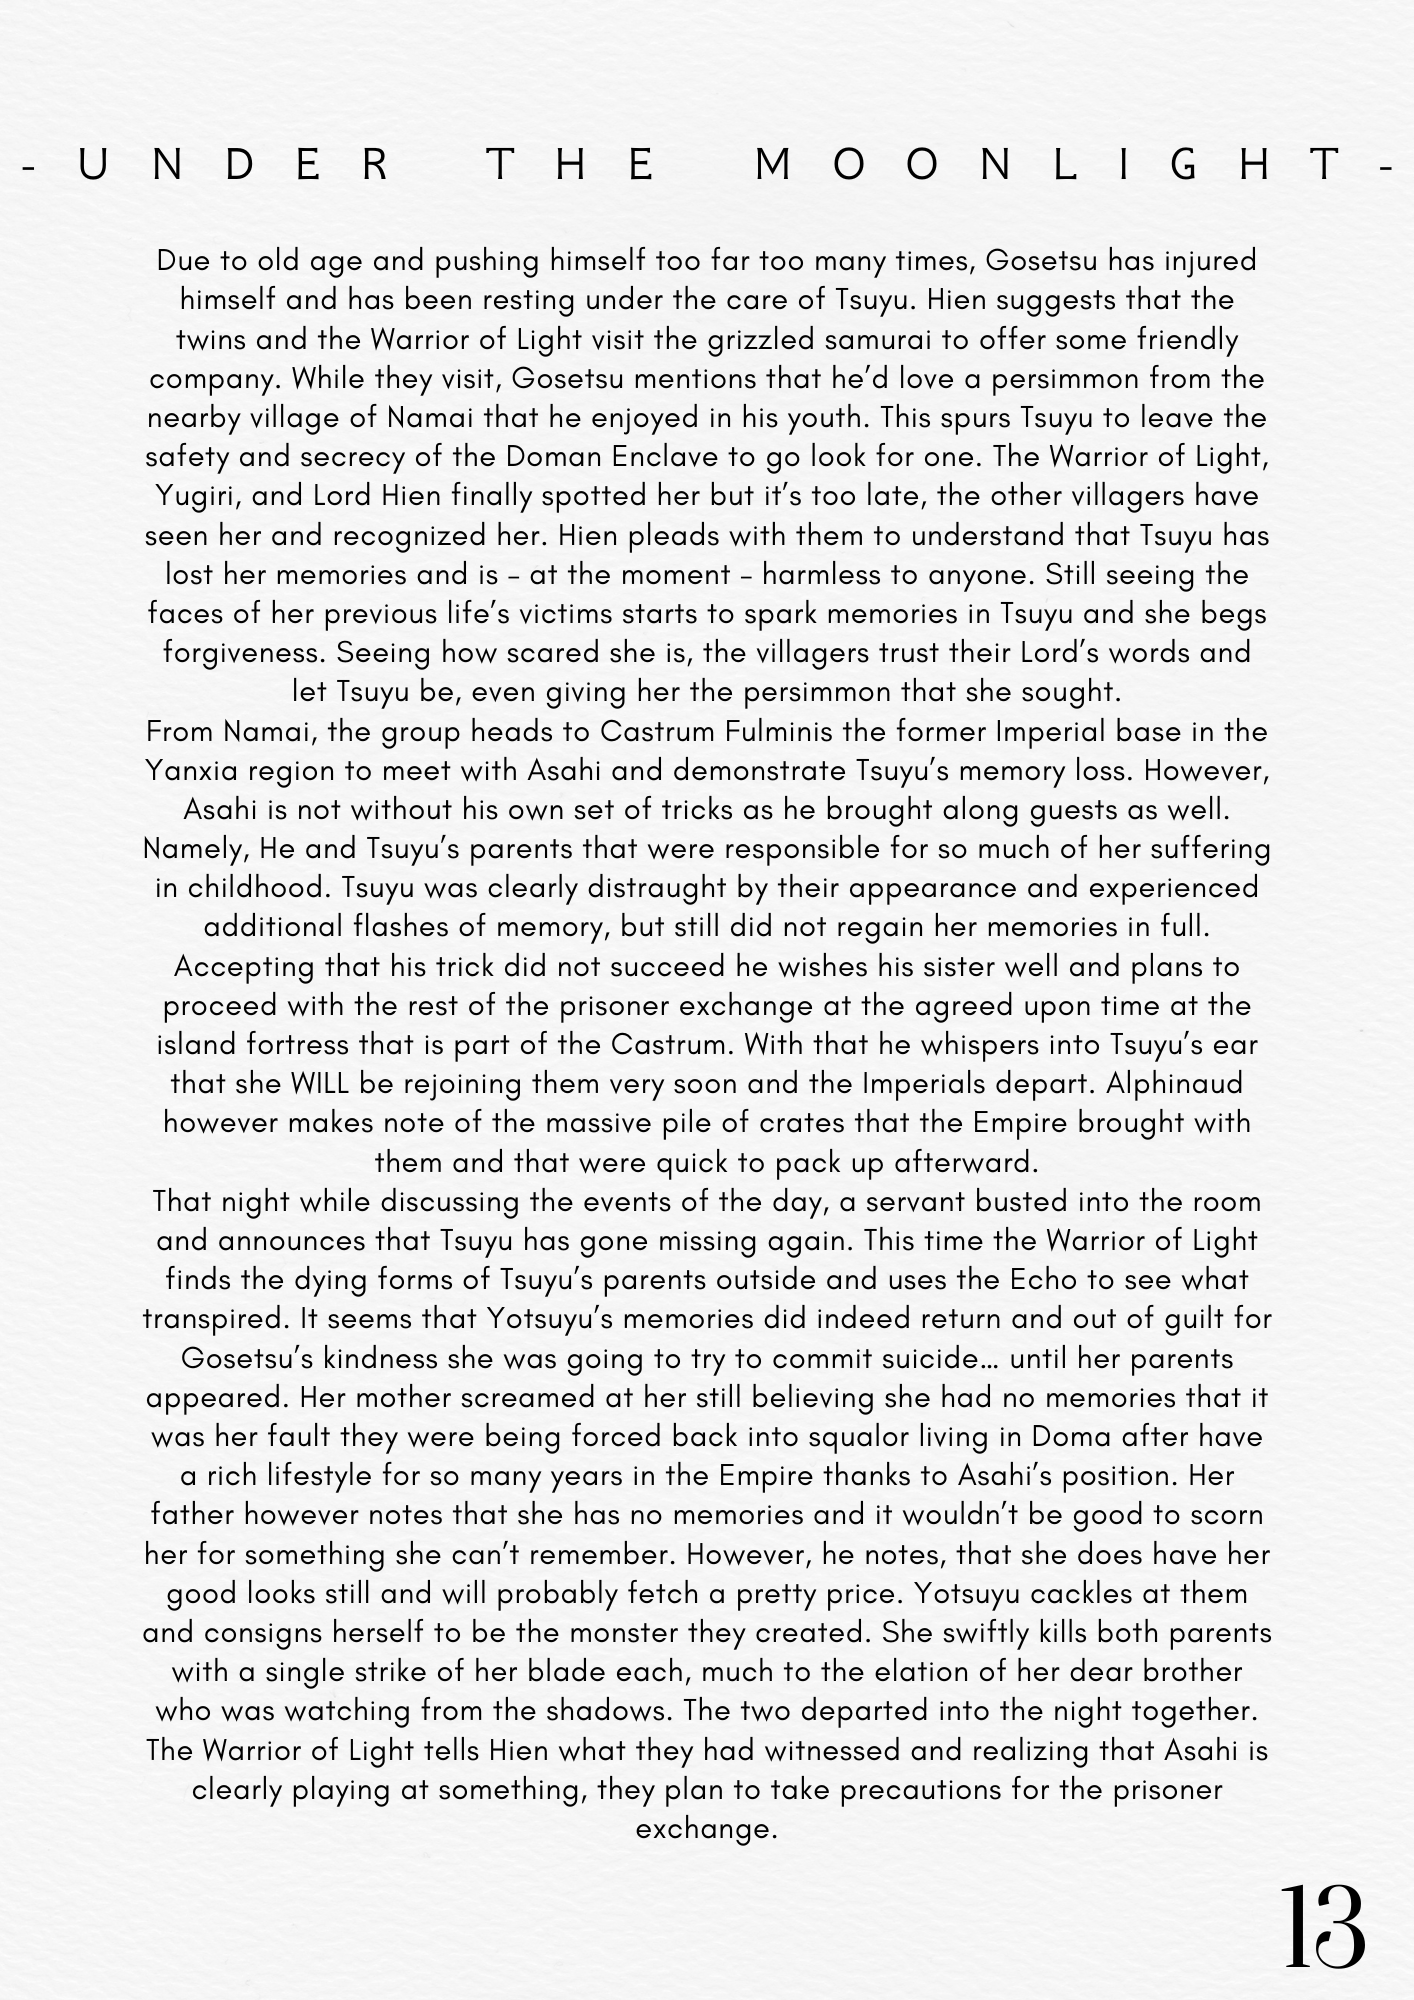 - UNDER THE MOONLIGHT -
Due to old age and pushing himself too far too many times, Gosetsu has injured
himself and has been resting under the care of Tsuyu. Hien suggests that the
twins and the Warrior of Light visit the grizzled samurai to offer some friendly
company. While they visit, Gosetsu mentions that he’d love a persimmon from the
nearby village of Namai that he enjoyed in his youth. This spurs Tsuyu to leave the
safety and secrecy of the Doman Enclave to go look for one. The Warrior of Light,
Yugiri, and Lord Hien finally spotted her but it’s too late, the other villagers have
seen her and recognized her. Hien pleads with them to understand that Tsuyu has
lost her memories and is – at the moment – harmless to anyone. Still seeing the
faces of her previous life’s victims starts to spark memories in Tsuyu and she begs
forgiveness. Seeing how scared she is, the villagers trust their Lord’s words and
let Tsuyu be, even giving her the persimmon that she sought.
From Namai, the group heads to Castrum Fulminis the former Imperial base in the
Yanxia region to meet with Asahi and demonstrate Tsuyu’s memory loss. However,
Asahi is not without his own set of tricks as he brought along guests as well.
Namely, He and Tsuyu’s parents that were responsible for so much of her suffering
in childhood. Tsuyu was clearly distraught by their appearance and experienced
additional flashes of memory, but still did not regain her memories in full.
Accepting that his trick did not succeed he wishes his sister well and plans to
proceed with the rest of the prisoner exchange at the agreed upon time at the
island fortress that is part of the Castrum. With that he whispers into Tsuyu’s ear
that she WILL be rejoining them very soon and the Imperials depart. Alphinaud
however makes note of the massive pile of crates that the Empire brought with
them and that were quick to pack up afterward.
That night while discussing the events of the day, a servant busted into the room
and announces that Tsuyu has gone missing again. This time the Warrior of Light
finds the dying forms of Tsuyu’s parents outside and uses the Echo to see what
transpired. It seems that Yotsuyu’s memories did indeed return and out of guilt for
Gosetsu’s kindness she was going to try to commit suicide... until her parents
appeared. Her mother screamed at her still believing she had no memories that it
was her fault they were being forced back into squalor living in Doma after have
a rich lifestyle for so many years in the Empire thanks to Asahi’s position. Her
father however notes that she has no memories and it wouldn’t be good to scorn
her for something she can’t remember. However, he notes, that she does have her
good looks still and will probably fetch a pretty price. Yotsuyu cackles at them
and consigns herself to be the monster they created. She swiftly kills both parents
with a single strike of her blade each, much to the elation of her dear brother
who was watching from the shadows. The two departed into the night together.
The Warrior of Light tells Hien what they had witnessed and realizing that Asahi is
clearly playing at something, they plan to take precautions for the prisoner
exchange.
13